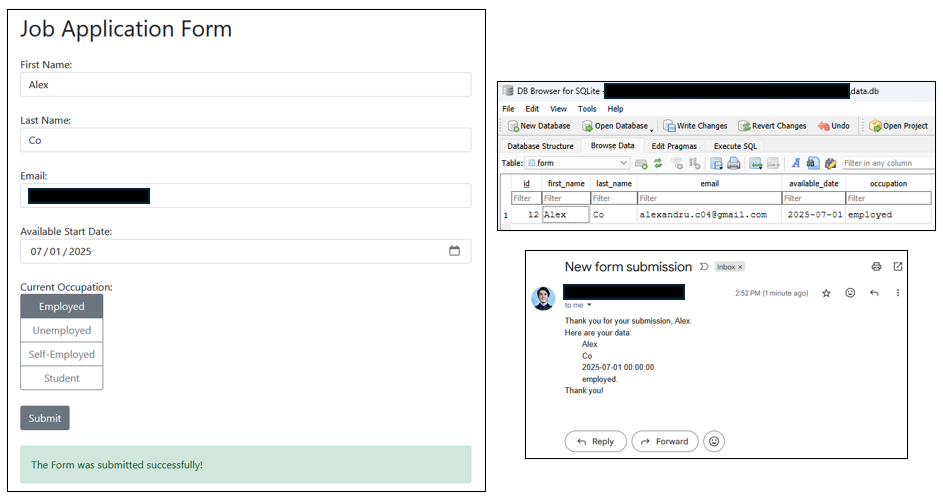 Job Application Form
First Name:
Alex
Last Name:
Co
Email:
Available Start Date:
07/01/2025
Current Occupation:
Employed
Unemployed
Self-Employed
Student
Submit
The Form was submitted successfully!
DB Browser for SQLite - data.db
File Edit View Tools Help
New Database Open Database Write Changes Revert Changes Undo Open Project
Database Structure Browse Data Edit Pragmas Execute SQL
Table: form Filter in any column
id first_name last_name email available_date occupation
Filter Filter Filter Filter Filter Filter
1 12 Alex Co alexandru.c04@gmail.com 2025-07-01 employed
New form submission Inbox ×
2:52 PM (1 minute ago)
to me
Thank you for your submission, Alex.
Here are your data:
Alex
Co
2025-07-01 00:00:00
employed.
Thank you!
Reply Forward